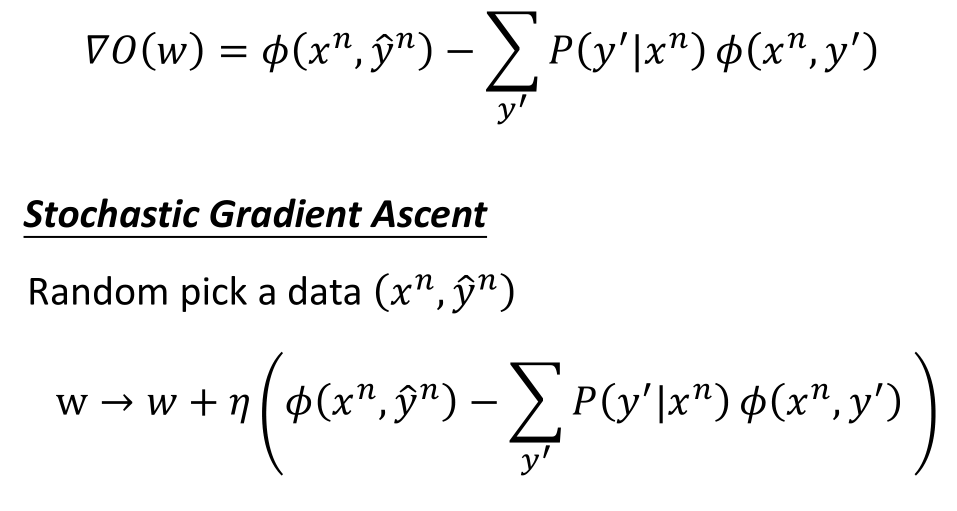 ∇O(w) = ϕ(xⁿ, ŷⁿ) − ∑_{y′} P(y′|xⁿ) ϕ(xⁿ, y′)
Stochastic Gradient Ascent
Random pick a data (xⁿ, ŷⁿ)
w → w + η(ϕ(xⁿ, ŷⁿ) − ∑_{y′} P(y′|xⁿ) ϕ(xⁿ, y′))